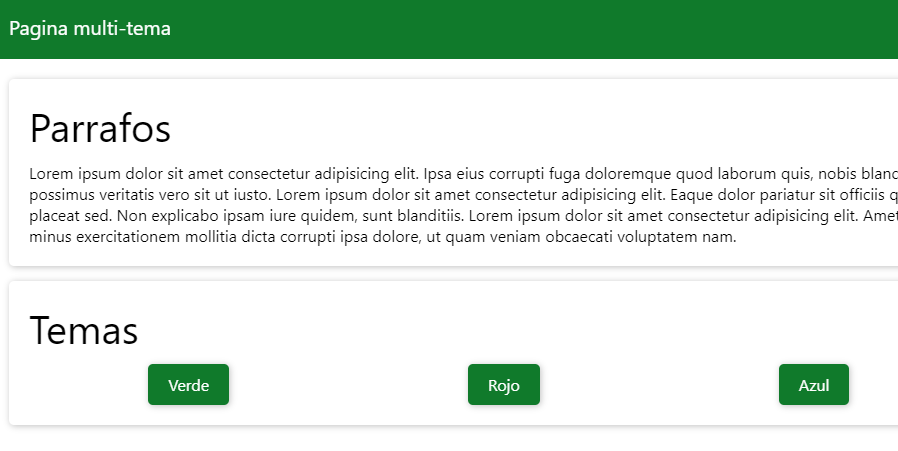 Pagina multi-tema
Parrafos
Lorem ipsum dolor sit amet consectetur adipisicing elit. Ipsa eius corrupti fuga doloremque quod laborum quis, nobis
possimus veritatis vero sit ut iusto. Lorem ipsum dolor sit amet consectetur adipisicing elit. Eaque dolor pariatur sit officiis
placeat sed. Non explicabo ipsam iure quidem, sunt blanditiis. Lorem ipsum dolor sit amet consectetur adipisicing elit.
minus exercitationem mollitia dicta corrupti ipsa dolore, ut quam veniam obcaecati voluptatem nam.
Temas
Verde Rojo Azul